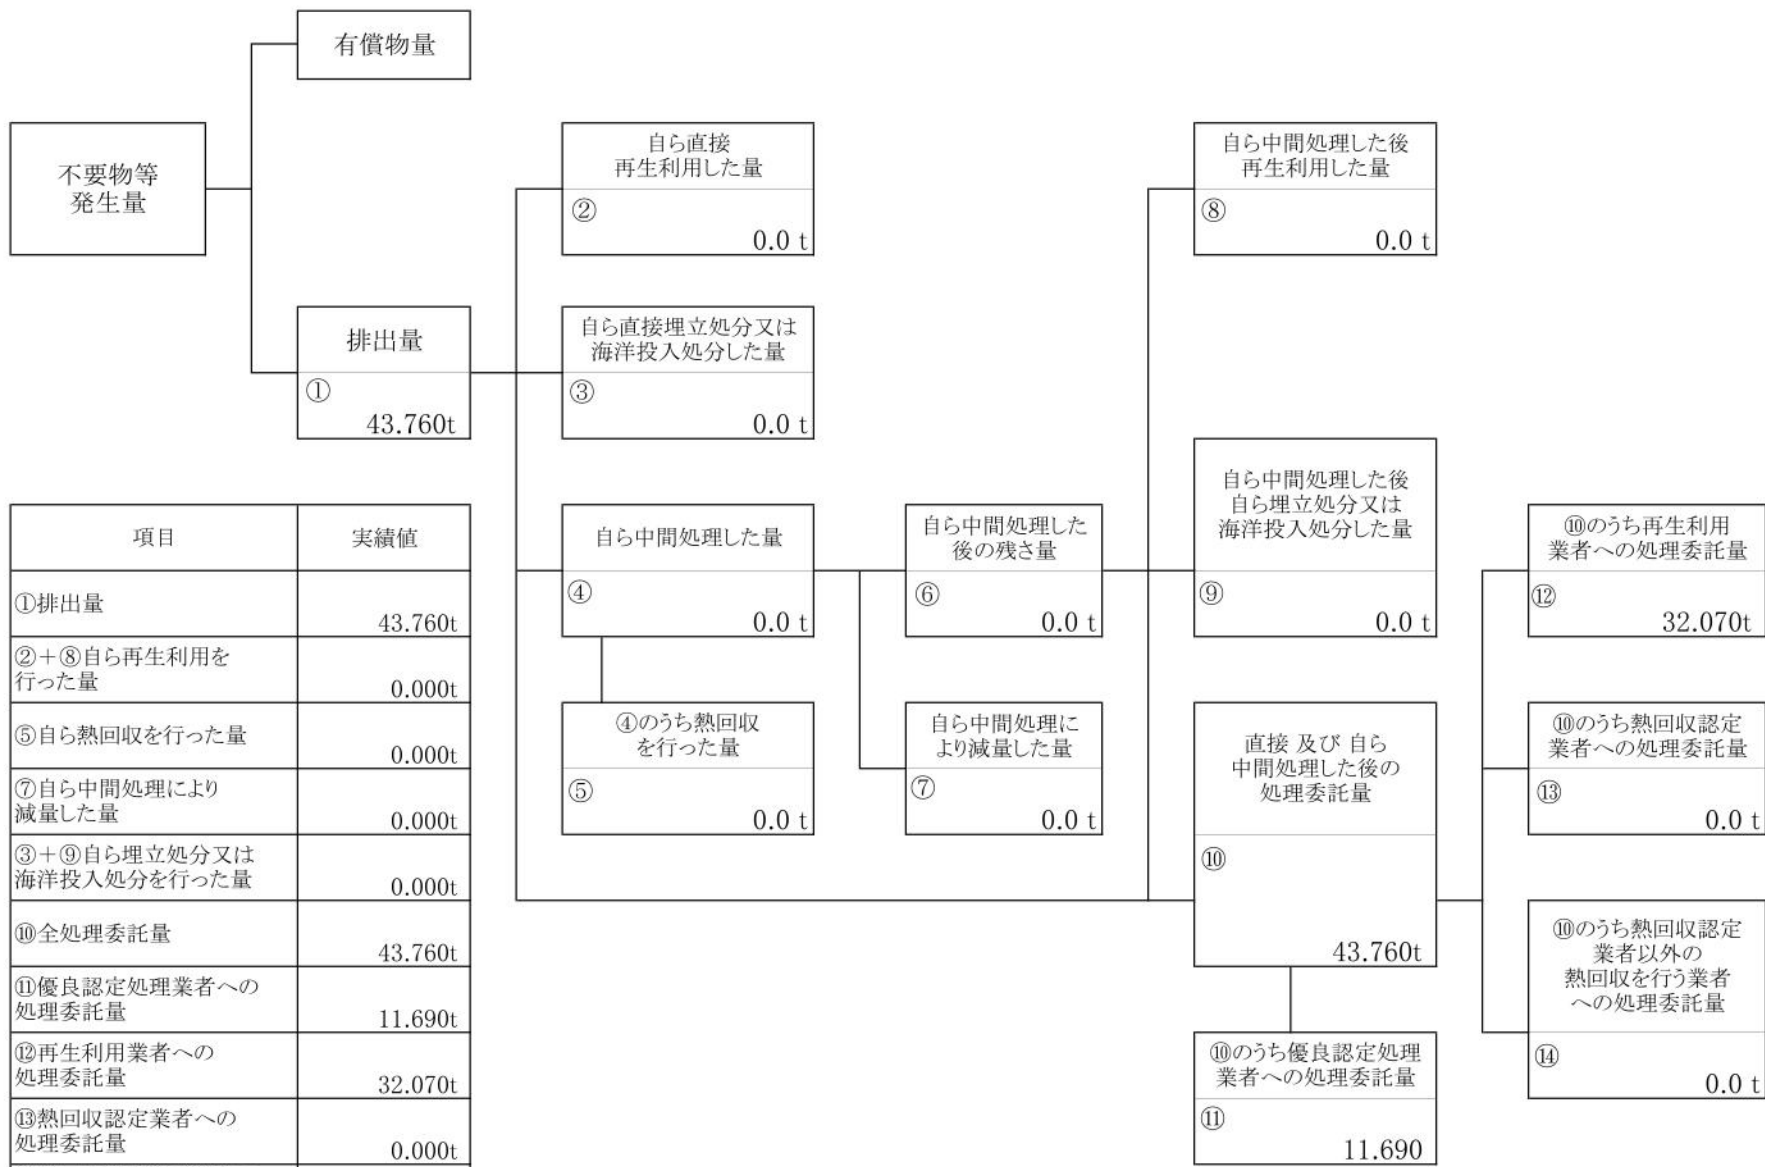 有償物量
不要物等
発生量
自ら直接
再生利用した量
②
0.0 t
自ら中間処理した後
再生利用した量
⑧
0.0 t
排出量
①
43.760t
自ら直接埋立処分又は
海洋投入処分した量
③
0.0 t
自ら中間処理した量
④
0.0 t
自ら中間処理した
後の残さ量
⑥
0.0 t
自ら中間処理した後
自ら埋立処分又は
海洋投入処分した量
⑨
0.0 t
⑩のうち再生利用
業者への処理委託量
⑫
32.070t
④のうち熱回収
を行った量
⑤
0.0 t
自ら中間処理に
より減量した量
⑦
0.0 t
直接 及び 自ら
中間処理した後の
処理委託量
⑩
43.760t
⑩のうち熱回収認定
業者への処理委託量
⑬
0.0 t
⑩のうち熱回収認定
業者以外の
熱回収を行う業者
への処理委託量
⑭
0.0 t
⑩のうち優良認定処理
業者への処理委託量
⑪
11.690
項目 実績値
①排出量
43.760t
②+⑧自ら再生利用を
行った量
0.000t
⑤自ら熱回収を行った量
0.000t
⑦自ら中間処理により
減量した量
0.000t
③+⑨自ら埋立処分又は
海洋投入処分を行った量
0.000t
⑩全処理委託量
43.760t
⑪優良認定処理業者への
処理委託量
11.690t
⑫再生利用業者への
処理委託量
32.070t
⑬熱回収認定業者への
処理委託量
0.000t